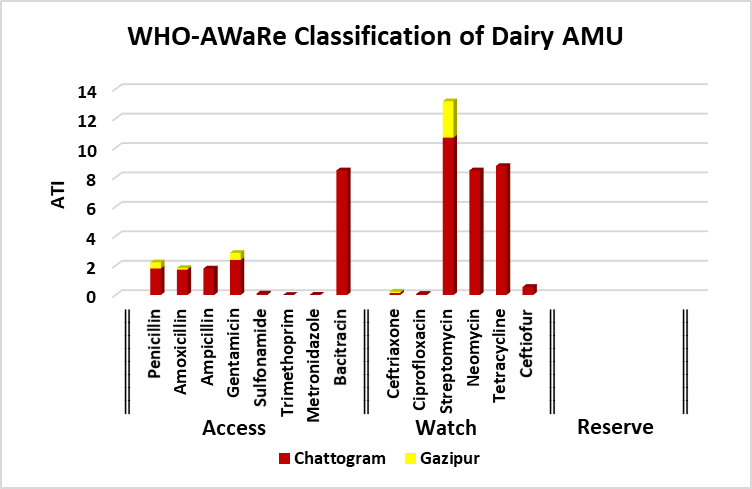 WHO-AWaRe Classification of Dairy AMU
ATI
14
12
10
8
6
4
2
0
Penicillin
Amoxicillin
Ampicillin
Gentamicin
Sulfonamide
Trimethoprim
Metronidazole
Bacitracin
Ceftriaxone
Ciprofloxacin
Streptomycin
Neomycin
Tetracycline
Ceftiofur
Access Watch Reserve
Chattogram Gazipur